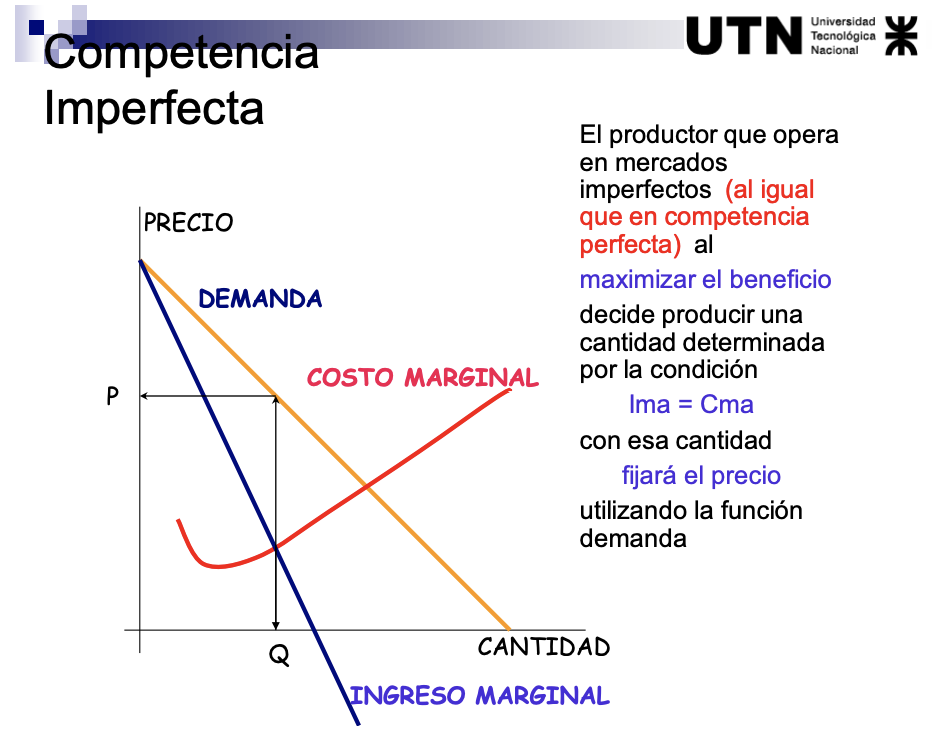 Competencia
Imperfecta
UTN
Universidad
Tecnológica
Nacional
El productor que opera
en mercados
imperfectos (al igual
que en competencia
perfecta) al
maximizar el beneficio
decide producir una
cantidad determinada
por la condición
Ima = Cma
con esa cantidad
fijará el precio
utilizando la función
demanda
PRECIO
DEMANDA
COSTO MARGINAL
P
Q
CANTIDAD
INGRESO MARGINAL